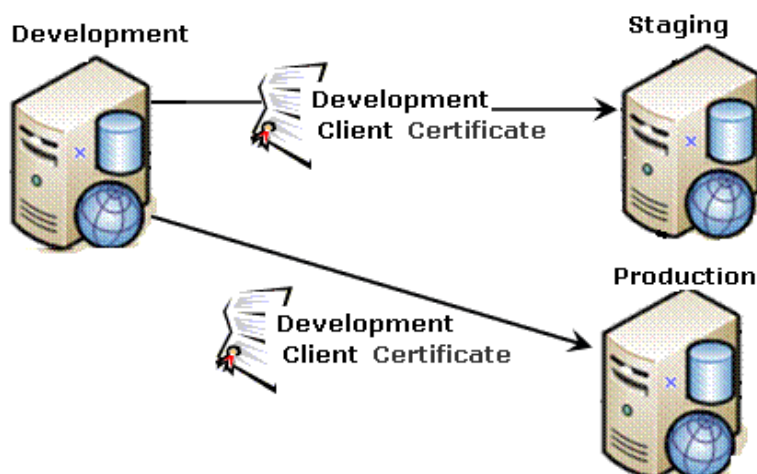 Development
Staging
Development
Client Certificate
Production
Development
Client Certificate